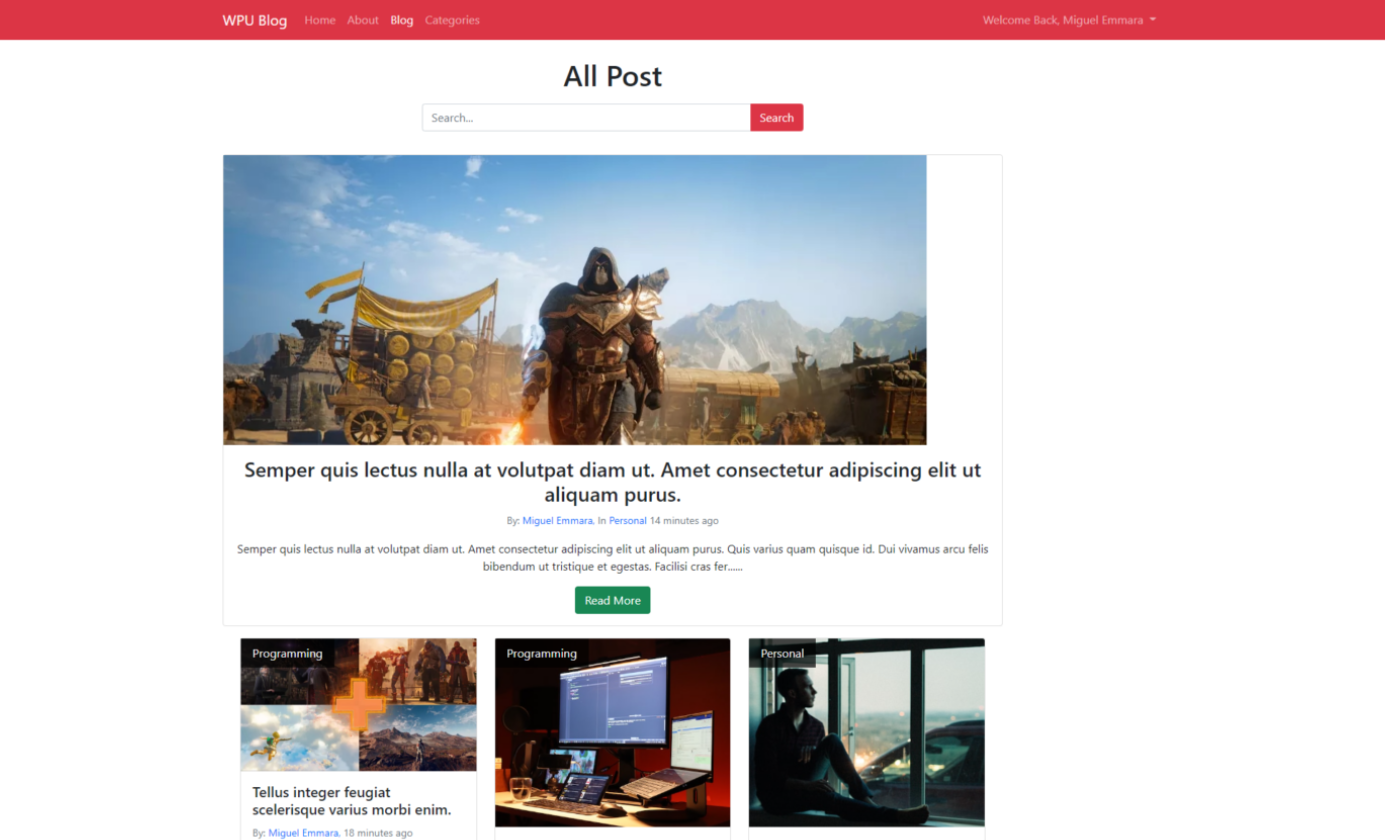 WPU Blog Home About Blog Categories Welcome Back, Miguel Emmara
All Post
Search... Search
Semper quis lectus nulla at volutpat diam ut. Amet consectetur adipiscing elit ut
aliquam purus.
By: Miguel Emmara, In Personal 14 minutes ago
Semper quis lectus nulla at volutpat diam ut. Amet consectetur adipiscing elit ut aliquam purus. Quis varius quam quisque id. Dui vivamus arcu felis
bibendum ut tristique et egestas. Facilisi cras fer......
Read More
Programming
Tellus integer feugiat
scelerisque varius morbi enim.
By: Miguel Emmara, 18 minutes ago
Programming
Personal